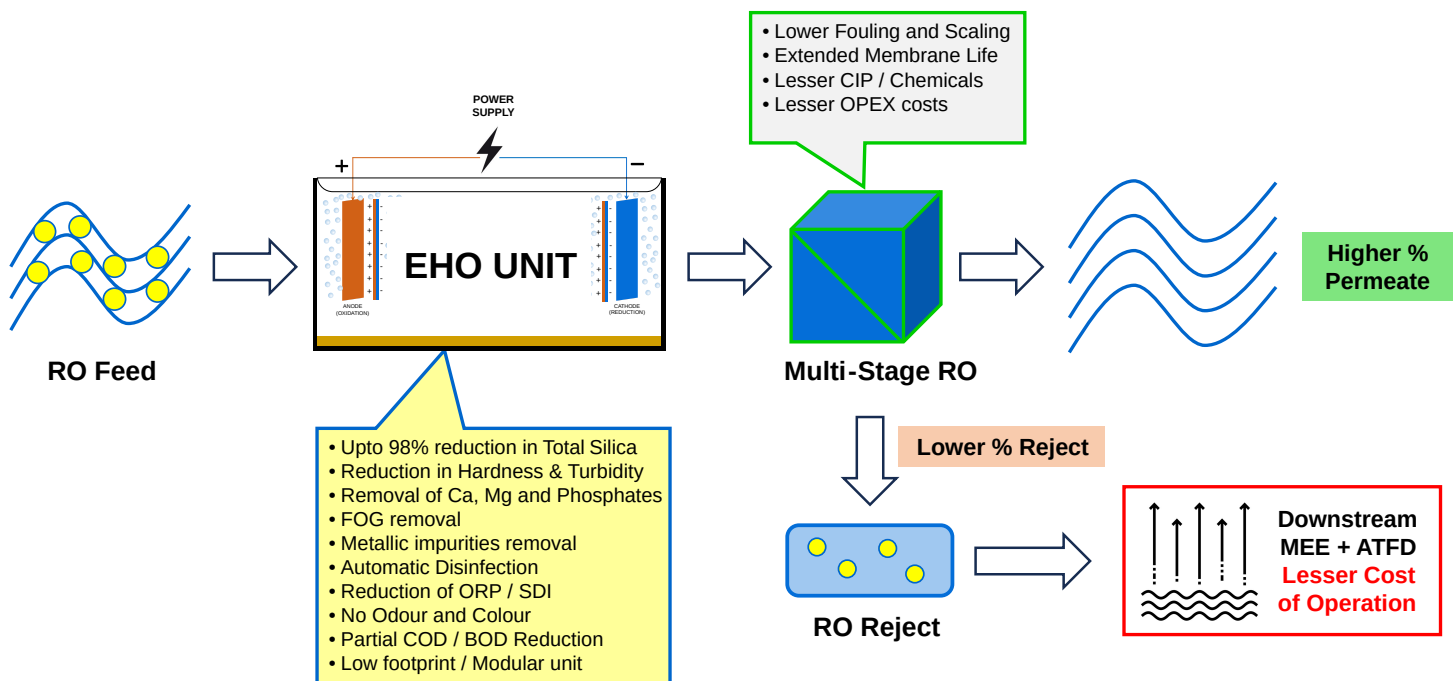 • Lower Fouling and Scaling
• Extended Membrane Life
• Lesser CIP / Chemicals
• Lesser OPEX costs
POWER
SUPPLY
+
−
EHO UNIT
ANODE
(OXIDATION)
CATHODE
(REDUCTION)
Higher %
Permeate
RO Feed
Multi-Stage RO
• Upto 98% reduction in Total Silica
• Reduction in Hardness & Turbidity
• Removal of Ca, Mg and Phosphates
• FOG removal
• Metallic impurities removal
• Automatic Disinfection
• Reduction of ORP / SDI
• No Odour and Colour
• Partial COD / BOD Reduction
• Low footprint / Modular unit
Lower % Reject
RO Reject
Downstream
MEE + ATFD
Lesser Cost
of Operation